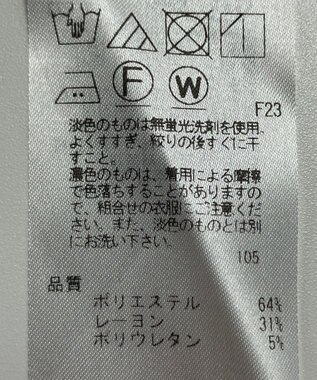 F
W
F23
淡色のものは無蛍光洗剤を使用、
よくすすぎ、絞りの後すぐに干
すこと。
濃色のものは、着用による摩擦
で色落ちすることがありますの
で、組合せの衣服にご注意くだ
さい。また、淡色のものとは別
にお洗い下さい。
105
品質
ポリエステル 64%
レーヨン 31%
ポリウレタン 5%